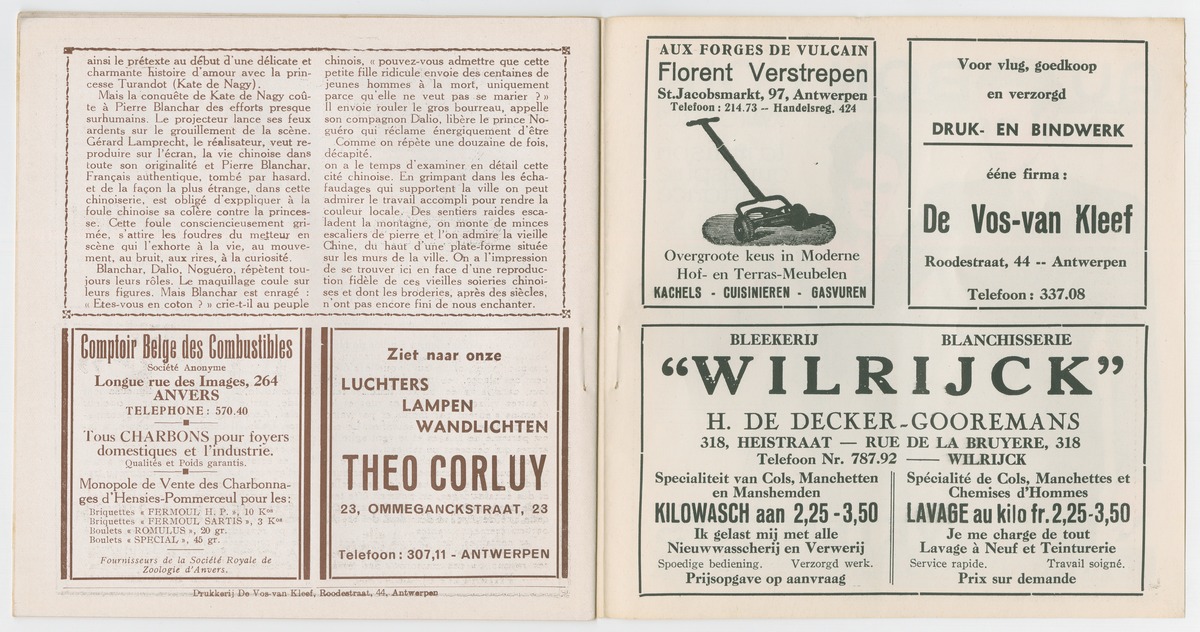 ainsi le prétexte au début d'une délicate et
charmante histoire d'amour avec la prin-
cesse Turandot (Kate de Nagy).
Mais la conquête de Kate de Nagy coû-
te à Pierre Blanchar des efforts presque
surhumains. Le projecteur lance ses feux
ardents sur le grouillement de la scène.
Gérard Lamprecht, le réalisateur, veut re-
produire sur l'écran, la vie chinoise dans
toute son originalité et Pierre Blanchar,
Français authentique, tombé par hasard,
et de la façon la plus étrange, dans cette
chinoiserie, est obligé d'exppliquer à la
foule chinoise sa colère contre la princes-
se. Cette foule consciencieusement gri-
mée, s'attire les foudres du metteur en
scène qui l'exhorte à la vie, au mouve-
ment, au bruit, aux rires, à la curiosité.
Blanchar, Dalio, Noguéro, répètent tou-
jours leurs rôles. Le maquillage coule sur
leurs figures. Mais Blanchar est enragé :
« Etes-vous en coton ? » crie-t-il au peuple
chinois, « pouvez-vous admettre que cette
petite fille ridicule envoie des centaines de
jeunes hommes à la mort, uniquement
parce qu'elle ne veut pas se marier ? »
Il envoie rouler le gros bourreau, appelle
son compagnon Dalio, libère le prince No-
guéro qui réclame énergiquement d'être
Comme on répète une douzaine de fois,
décapité.
on a le temps d'examiner en détail cette
cité chinoise. En grimpant dans les écha-
faudages qui supportent la ville on peut
admirer le travail accompli pour rendre la
couleur locale. Des sentiers raides esca-
ladent la montagne, on monte de minces
escaliers de pierre et l'on admire la vieille
Chine, du haut d'une plate-forme située
sur les murs de la ville. On a l'impression
de se trouver ici en face d'une reproduc-
tion fidèle de ces vieilles soieries chinoi-
ses et dont les broderies, après des siècles,
n'ont pas encore fini de nous enchanter.
Comptoir Belge des Combustibles
Société Anonyme
Longue rue des Images, 264
ANVERS
TELEPHONE : 570.40
Tous CHARBONS pour foyers
domestiques et l'industrie.
Qualités et Poids garantis.
Monopole de Vente des Charbonna-
ges d'Hensies-Pommerœul pour les :
Briquettes « FERMOUL H. P. », 10 Kos
Briquettes « FERMOUL SARTIS », 3 Kos
Boulets « ROMULUS », 20 gr.
Boulets « SPECIAL », 45 gr.
Fournisseurs de la Société Royale de
Zoologie d'Anvers.
Ziet naar onze
LUCHTERS
LAMPEN
WANDLICHTEN
THEO CORLUY
23, OMMEGANCKSTRAAT, 23
Telefoon : 307,11 - ANTWERPEN
Drukkerij De Vos-van Kleef, Roodestraat, 44, Antwerpen
AUX FORGES DE VULCAIN
Florent Verstrepen
St.Jacobsmarkt, 97, Antwerpen
Telefoon : 214.73 -- Handelsreg. 424
Overgroote keus in Moderne
Hof- en Terras-Meubelen
KACHELS - CUISINIEREN - GASVUREN
Voor vlug, goedkoop
en verzorgd
DRUK- EN BINDWERK
ééne firma :
De Vos-van Kleef
Roodestraat, 44 -- Antwerpen
Telefoon : 337.08
BLEEKERIJ BLANCHISSERIE
“WILRIJCK”
H. DE DECKER-GOOREMANS
318, HEISTRAAT — RUE DE LA BRUYERE, 318
Telefoon Nr. 787.92 — WILRIJCK
Specialiteit van Cols, Manchetten
en Manshemden
KILOWASCH aan 2,25 - 3,50
Ik gelast mij met alle
Nieuwwasscherij en Verwerij
Spoedige bediening. Verzorgd werk.
Prijsopgave op aanvraag
Spécialité de Cols, Manchettes et
Chemises d'Hommes
LAVAGE au kilo fr. 2,25-3,50
Je me charge de tout
Lavage à Neuf et Teinturerie
Service rapide. Travail soigné.
Prix sur demande